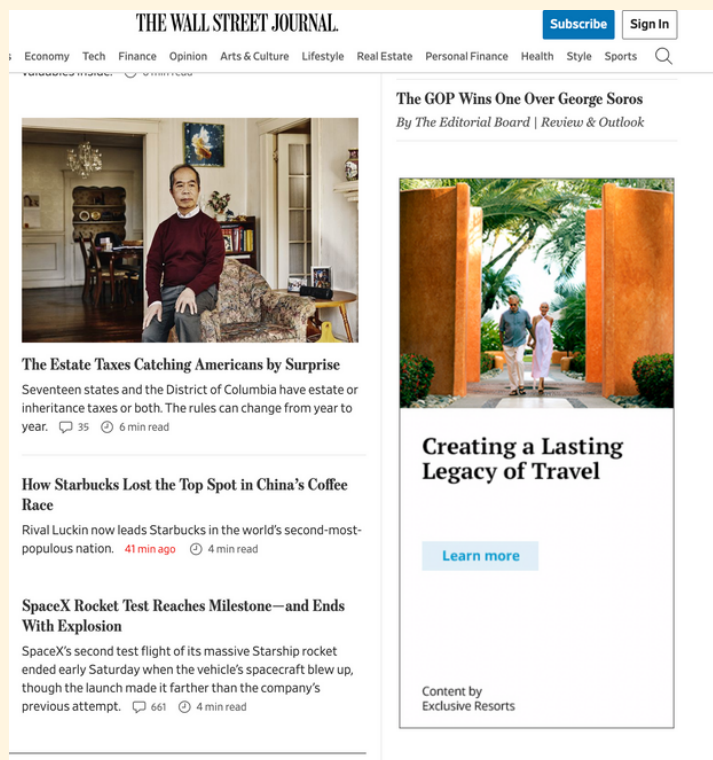 THE WALL STREET JOURNAL.
Subscribe
Sign In
Economy Tech Finance Opinion Arts & Culture Lifestyle Real Estate Personal Finance Health Style Sports
The GOP Wins One Over George Soros
By The Editorial Board | Review & Outlook
The Estate Taxes Catching Americans by Surprise
Seventeen states and the District of Columbia have estate or
inheritance taxes or both. The rules can change from year to
year. 35 6 min read
How Starbucks Lost the Top Spot in China's Coffee
Race
Rival Luckin now leads Starbucks in the world's second-most-
populous nation. 41 min ago 4 min read
SpaceX Rocket Test Reaches Milestone—and Ends
With Explosion
SpaceX's second test flight of its massive Starship rocket
ended early Saturday when the vehicle's spacecraft blew up,
though the launch made it farther than the company's
previous attempt. 661 4 min read
Creating a Lasting
Legacy of Travel
Learn more
Content by
Exclusive Resorts